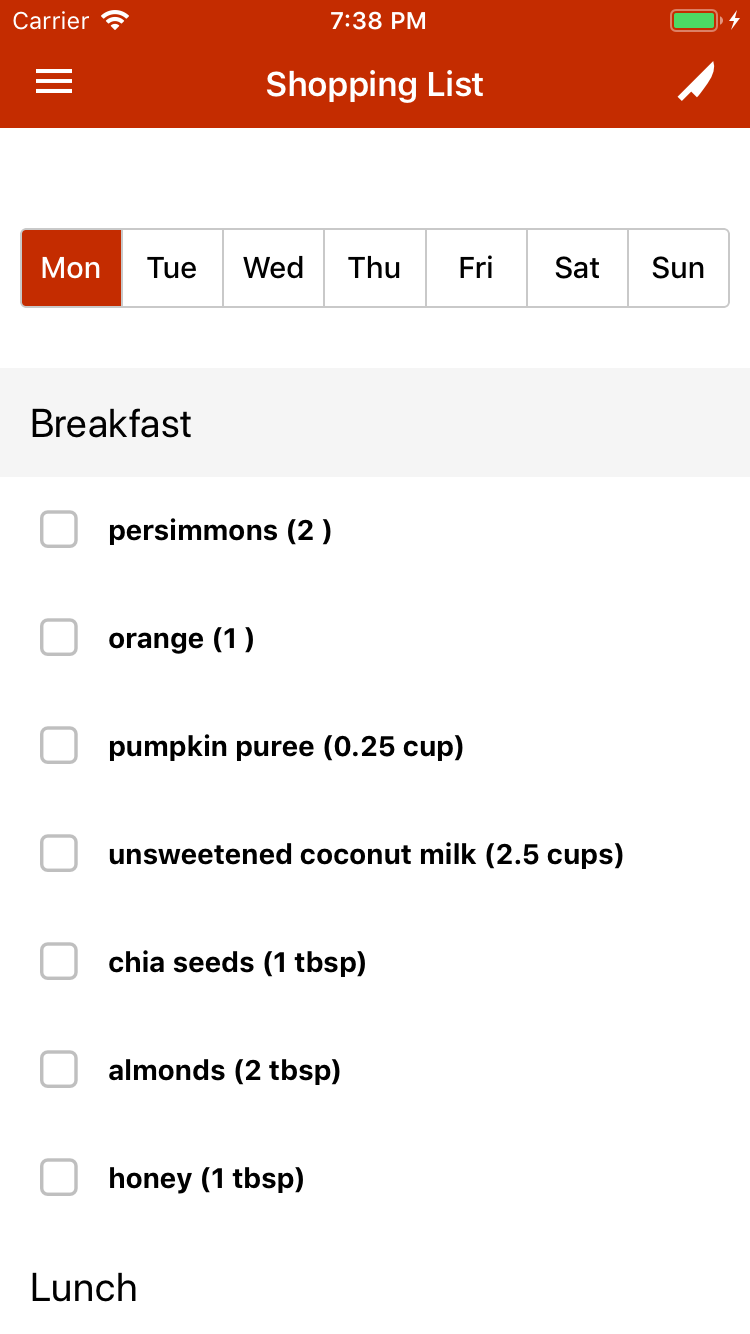 Carrier 7:38 PM
Shopping List
Mon Tue Wed Thu Fri Sat Sun
Breakfast
persimmons (2 )
orange (1 )
pumpkin puree (0.25 cup)
unsweetened coconut milk (2.5 cups)
chia seeds (1 tbsp)
almonds (2 tbsp)
honey (1 tbsp)
Lunch